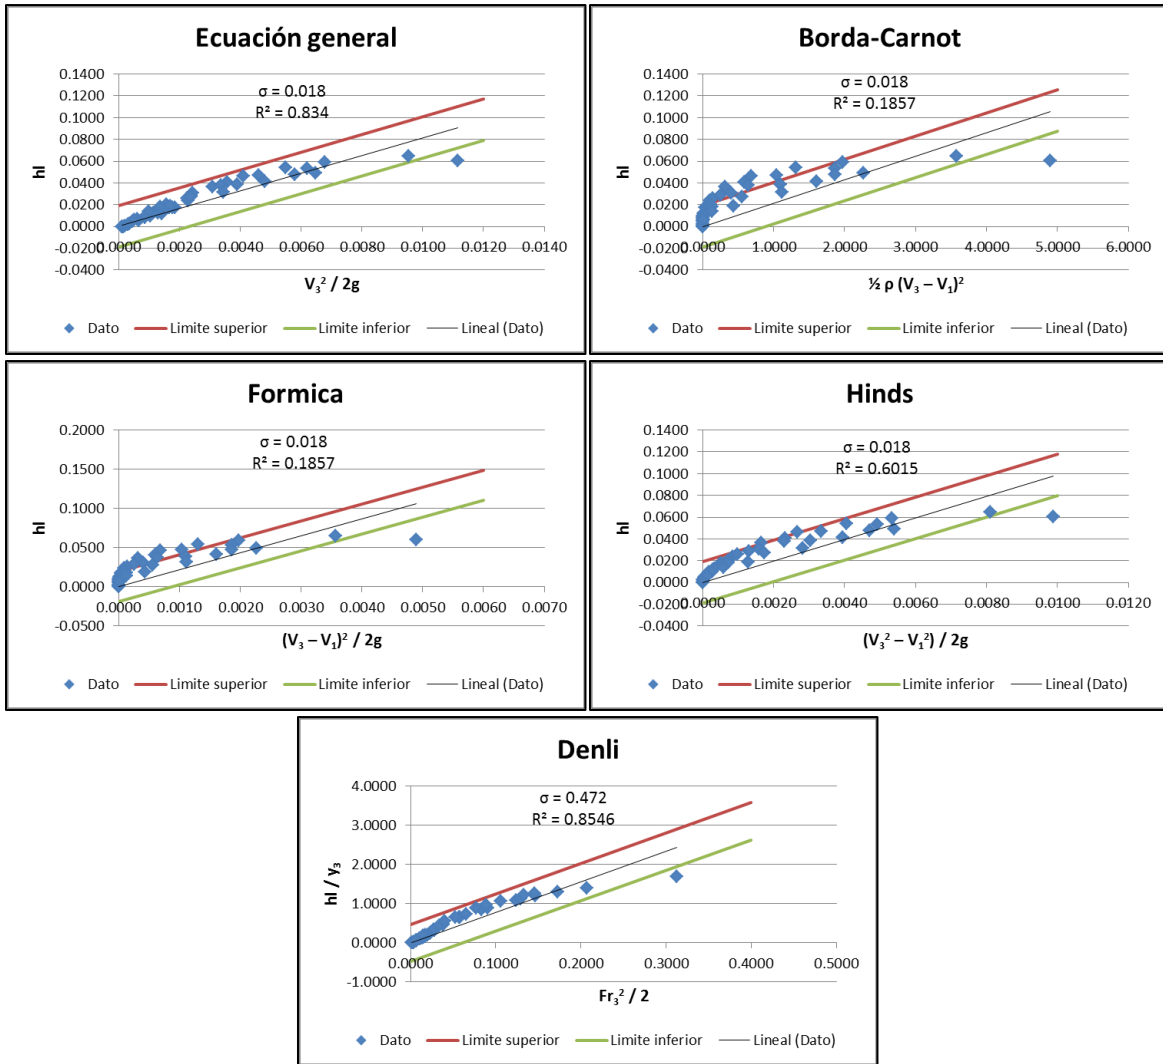 Ecuación general
σ = 0.018
R² = 0.834
hl
0.1400
0.1200
0.1000
0.0800
0.0600
0.0400
0.0200
0.0000
-0.0200
-0.0400
0.0000 0.0020 0.0040 0.0060 0.0080 0.0100 0.0120 0.0140
V₃² / 2g
Dato Limite superior Limite inferior Lineal (Dato)
Borda-Carnot
σ = 0.018
R² = 0.1857
hl
0.1400
0.1200
0.1000
0.0800
0.0600
0.0400
0.0200
0.0000
-0.0200
-0.0400
0.0000 1.0000 2.0000 3.0000 4.0000 5.0000 6.0000
½ ρ (V₃ – V₁)²
Dato Limite superior Limite inferior Lineal (Dato)
Formica
σ = 0.018
R² = 0.1857
hl
0.2000
0.1500
0.1000
0.0500
0.0000
-0.0500
0.0000 0.0010 0.0020 0.0030 0.0040 0.0050 0.0060 0.0070
(V₃ – V₁)² / 2g
Dato Limite superior Limite inferior Lineal (Dato)
Hinds
σ = 0.018
R² = 0.6015
hl
0.1400
0.1200
0.1000
0.0800
0.0600
0.0400
0.0200
0.0000
-0.0200
-0.0400
0.0000 0.0020 0.0040 0.0060 0.0080 0.0100 0.0120
(V₃² – V₁²) / 2g
Dato Limite superior Limite inferior Lineal (Dato)
Denli
σ = 0.472
R² = 0.8546
hl / y₃
4.0000
3.0000
2.0000
1.0000
0.0000
-1.0000
0.0000 0.1000 0.2000 0.3000 0.4000 0.5000
Fr₃² / 2
Dato Limite superior Limite inferior Lineal (Dato)